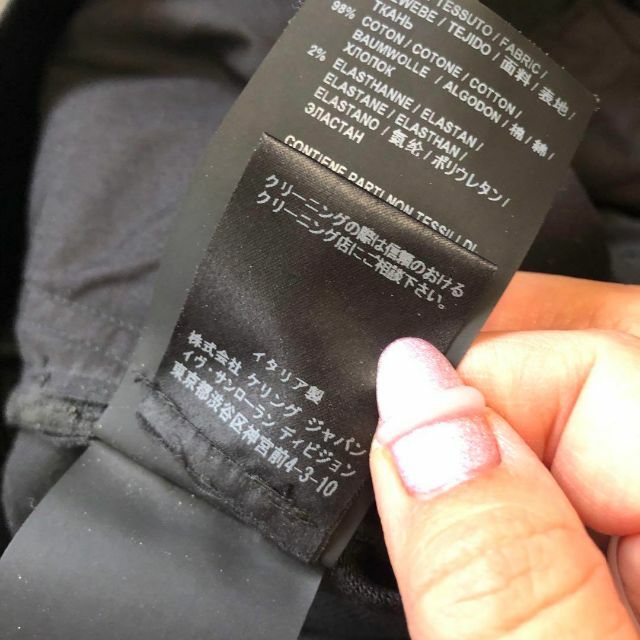 TESSUTO / FABRIC /
GEWEBE / TEJIDO / 面料 / 表地 /
ТКАНЬ
98% COTON / COTONE / COTTON /
BAUMWOLLE / ALGODON / 棉 / 綿 /
ХЛОПОК
2% ELASTHANNE / ELASTAN /
ELASTANE / ELASTHAN /
ELASTANO / 氨纶 / ポリウレタン /
ЭЛАСТАН
CONTIENE PARTI NON TESSILI DI
クリーニングの際は信頼のおける
クリーニング店にご相談下さい。
イタリア製
株式会社 ケリング ジャパン
イヴ・サンローラン ディビジョン
東京都渋谷区神宮前4-3-10